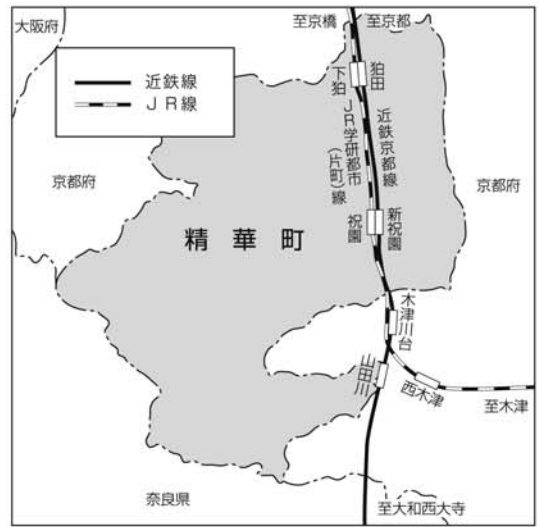 大阪府
至京橋
至京都
近鉄線
JR線
狛田
下狛
近鉄京都線
JR学研都市
(片町)線
京都府
京都府
新祝園
祝園
精華町
木津川台
山田川
西木津
至木津
奈良県
至大和西大寺